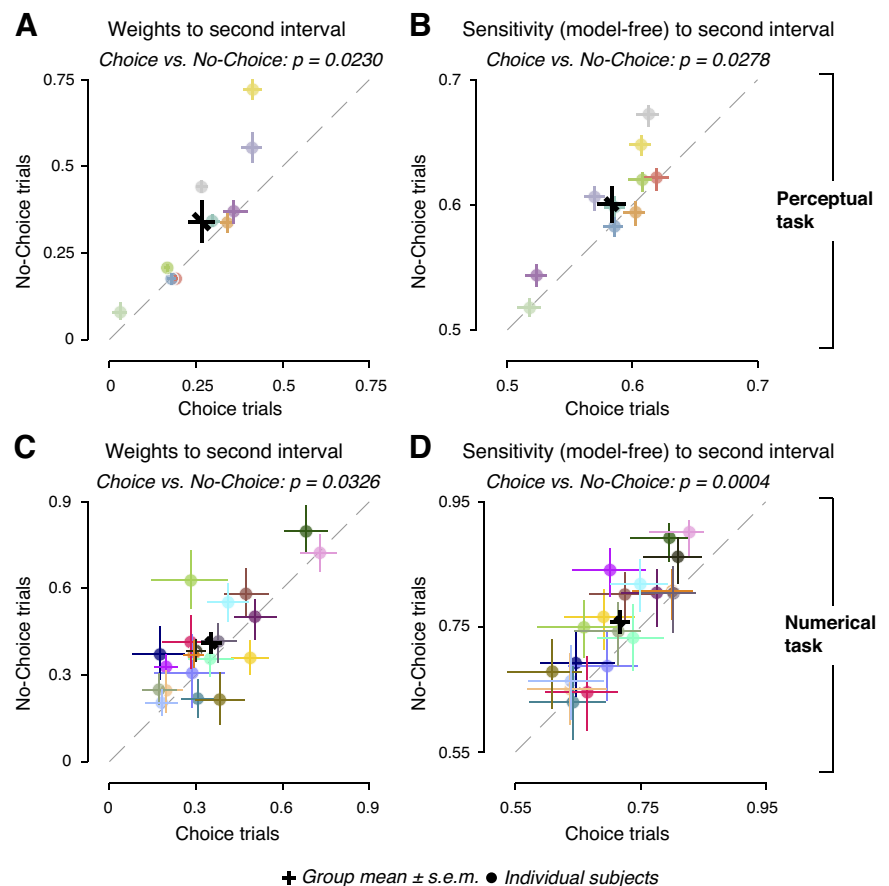 A
Weights to second interval
Choice vs. No-Choice: p = 0.0230
0.75
0.5
0.25
0
No-Choice trials
0
0.25
0.5
0.75
Choice trials
B
Sensitivity (model-free) to second interval
Choice vs. No-Choice: p = 0.0278
0.7
0.6
0.5
No-Choice trials
0.5
0.6
0.7
Choice trials
Perceptual
task
C
Weights to second interval
Choice vs. No-Choice: p = 0.0326
0.9
0.6
0.3
0
No-Choice trials
0
0.3
0.6
0.9
Choice trials
D
Sensitivity (model-free) to second interval
Choice vs. No-Choice: p = 0.0004
0.95
0.75
0.55
No-Choice trials
0.55
0.75
0.95
Choice trials
Numerical
task
Group mean ± s.e.m.
Individual subjects